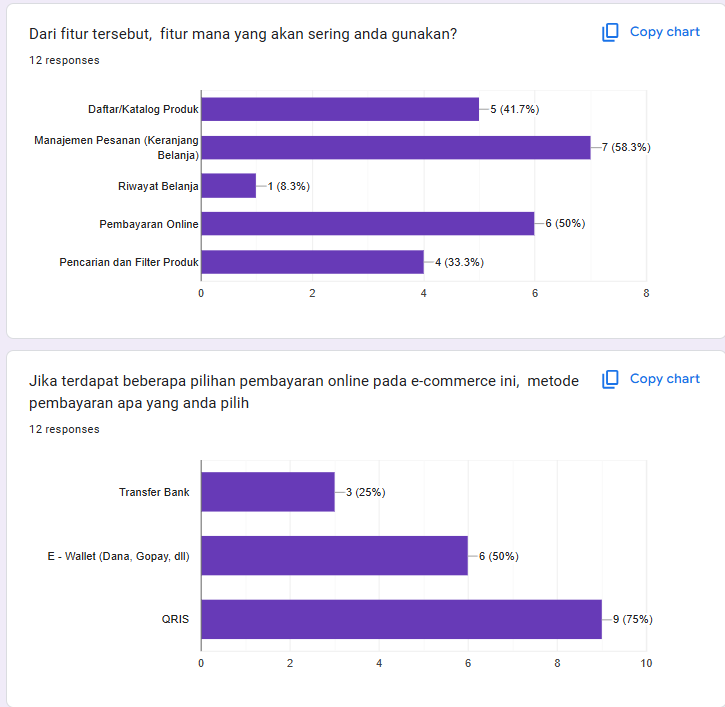 Dari fitur tersebut,  fitur mana yang akan sering anda gunakan?
Copy chart
12 responses
Daftar/Katalog Produk
5 (41.7%)
Manajemen Pesanan (Keranjang
Belanja)
7 (58.3%)
Riwayat Belanja
1 (8.3%)
Pembayaran Online
6 (50%)
Pencarian dan Filter Produk
4 (33.3%)
0 2 4 6 8
Jika terdapat beberapa pilihan pembayaran online pada e-commerce ini,  metode
pembayaran apa yang anda pilih
Copy chart
12 responses
Transfer Bank
3 (25%)
E - Wallet (Dana, Gopay, dll)
6 (50%)
QRIS
9 (75%)
0 2 4 6 8 10